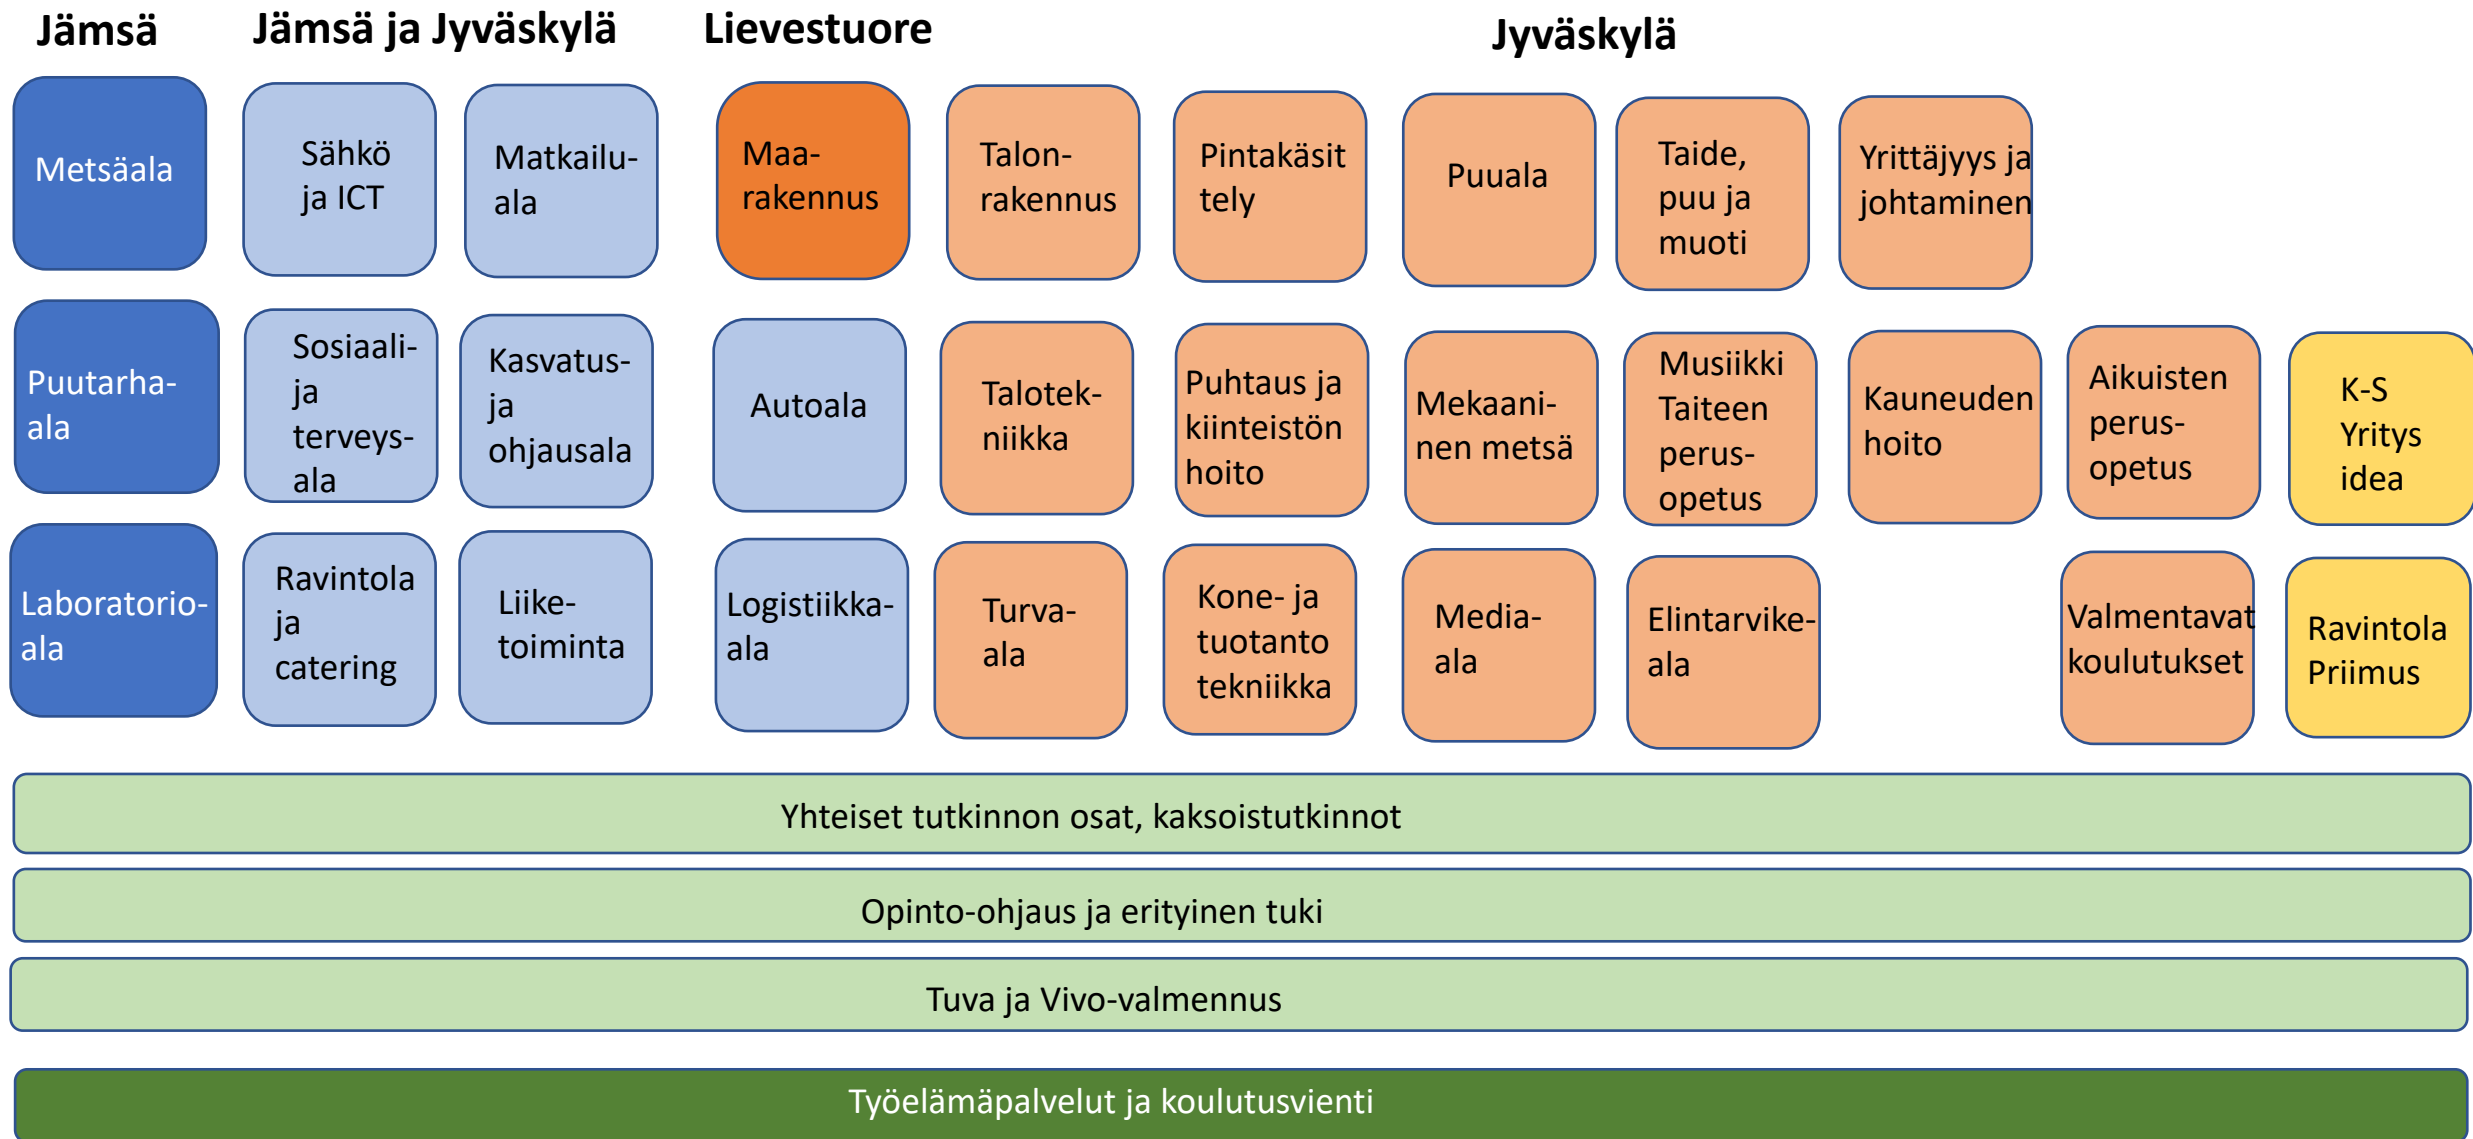 Jämsä
Jämsä ja Jyväskylä
Lievestuore
Jyväskylä
Metsäala
Sähkö
ja ICT
Matkailu-
ala
Maa-
rakennus
Talon-
rakennus
Pintakäsit
tely
Puuala
Taide,
puu ja
muoti
Yrittäjyys ja
johtaminen
Puutarha-
ala
Sosiaali-
ja
terveys-
ala
Kasvatus-
ja
ohjausala
Autoala
Talotek-
niikka
Puhtaus ja
kiinteistön
hoito
Mekaani-
nen metsä
Musiikki
Taiteen
perus-
opetus
Kauneuden
hoito
Aikuisten
perus-
opetus
K-S
Yritys
idea
Laboratorio-
ala
Ravintola
ja
catering
Liike-
toiminta
Logistiikka-
ala
Turva-
ala
Kone- ja
tuotanto
tekniikka
Media-
ala
Elintarvike-
ala
Valmentavat
koulutukset
Ravintola
Priimus
Yhteiset tutkinnon osat, kaksoistutkinnot
Opinto-ohjaus ja erityinen tuki
Tuva ja Vivo-valmennus
Työelämäpalvelut ja koulutusvienti